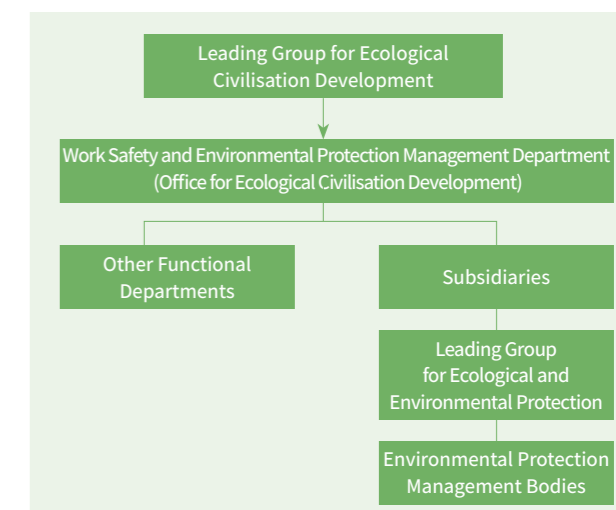 Leading Group for Ecological
Civilisation Development
Work Safety and Environmental Protection Management Department
(Office for Ecological Civilisation Development)
Other Functional
Departments
Subsidiaries
Leading Group
for Ecological and
Environmental Protection
Environmental Protection
Management Bodies